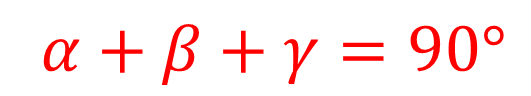 α + β + γ = 90°